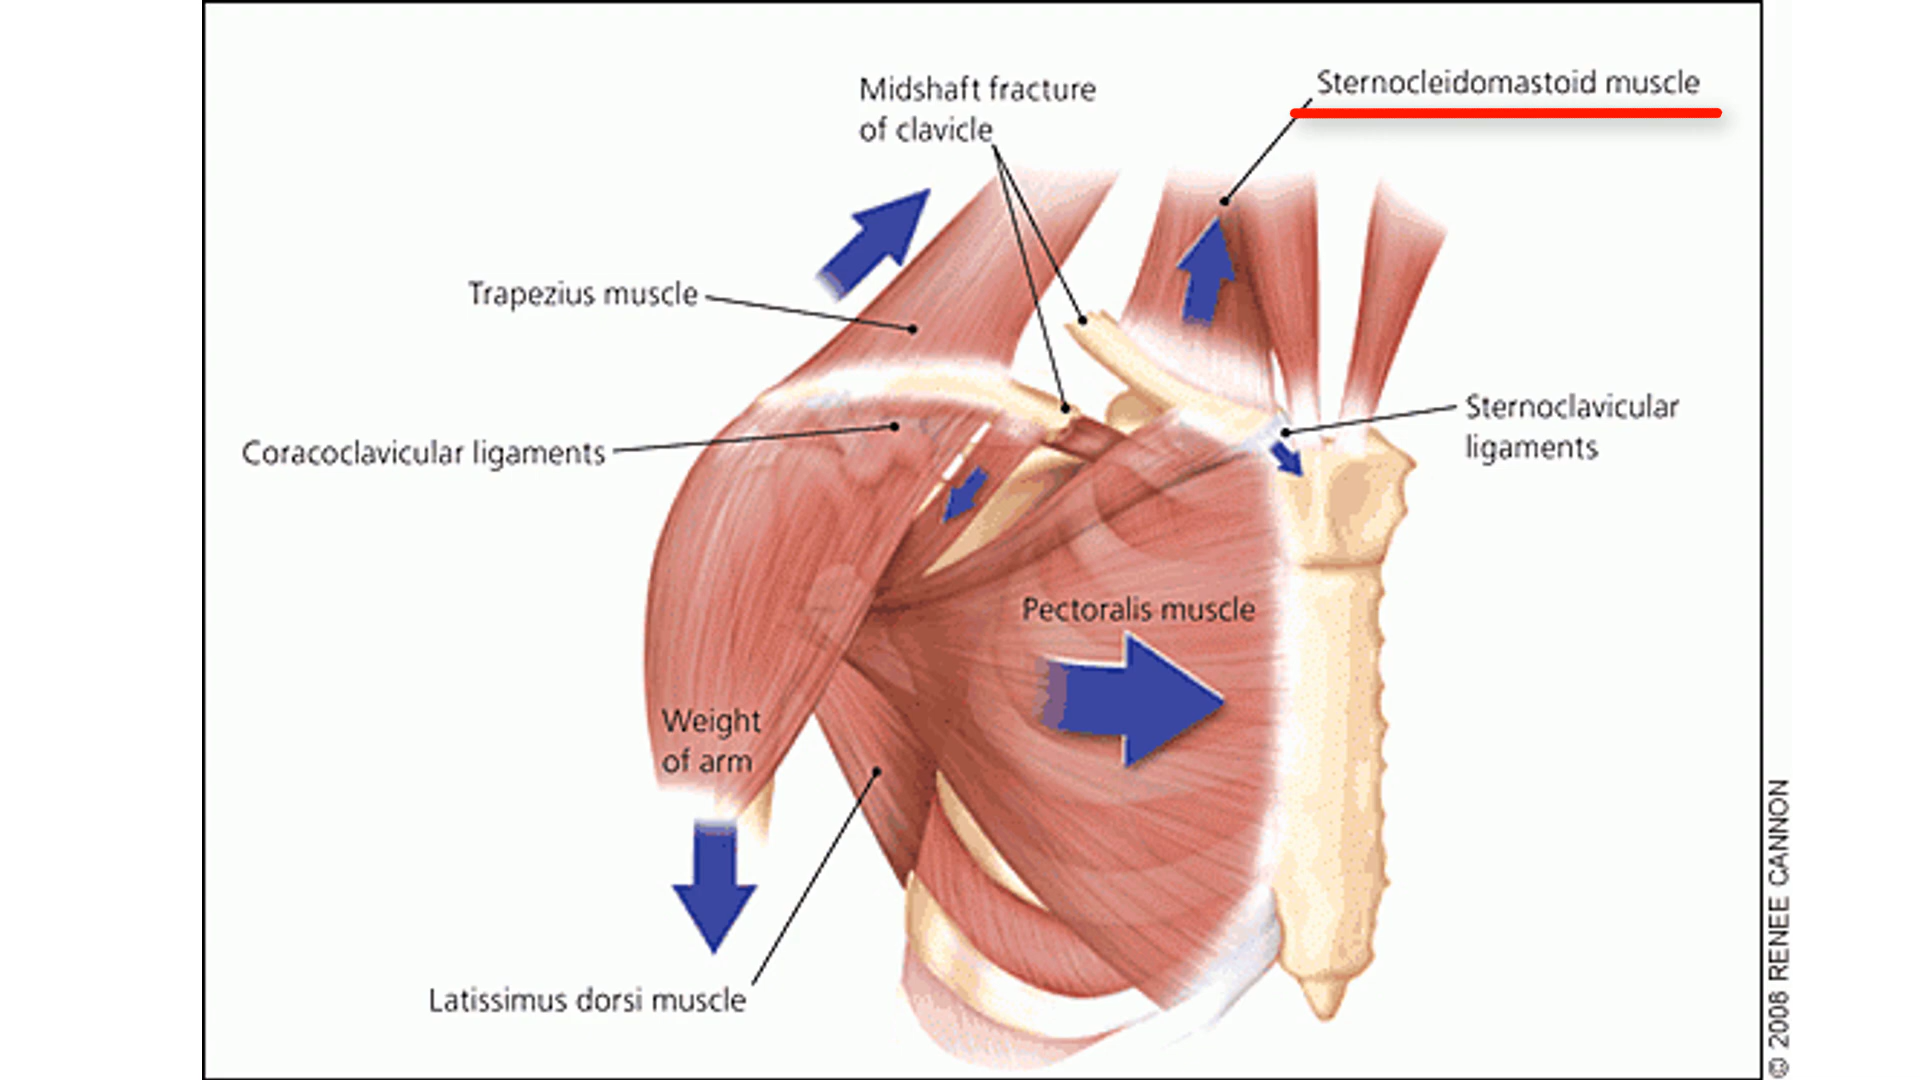 Midshaft fracture
of clavicle
Sternocleidomastoid muscle
Trapezius muscle
Coracoclavicular ligaments
Sternoclavicular
ligaments
Pectoralis muscle
Weight
of arm
Latissimus dorsi muscle
© 2008 RENEE CANNON